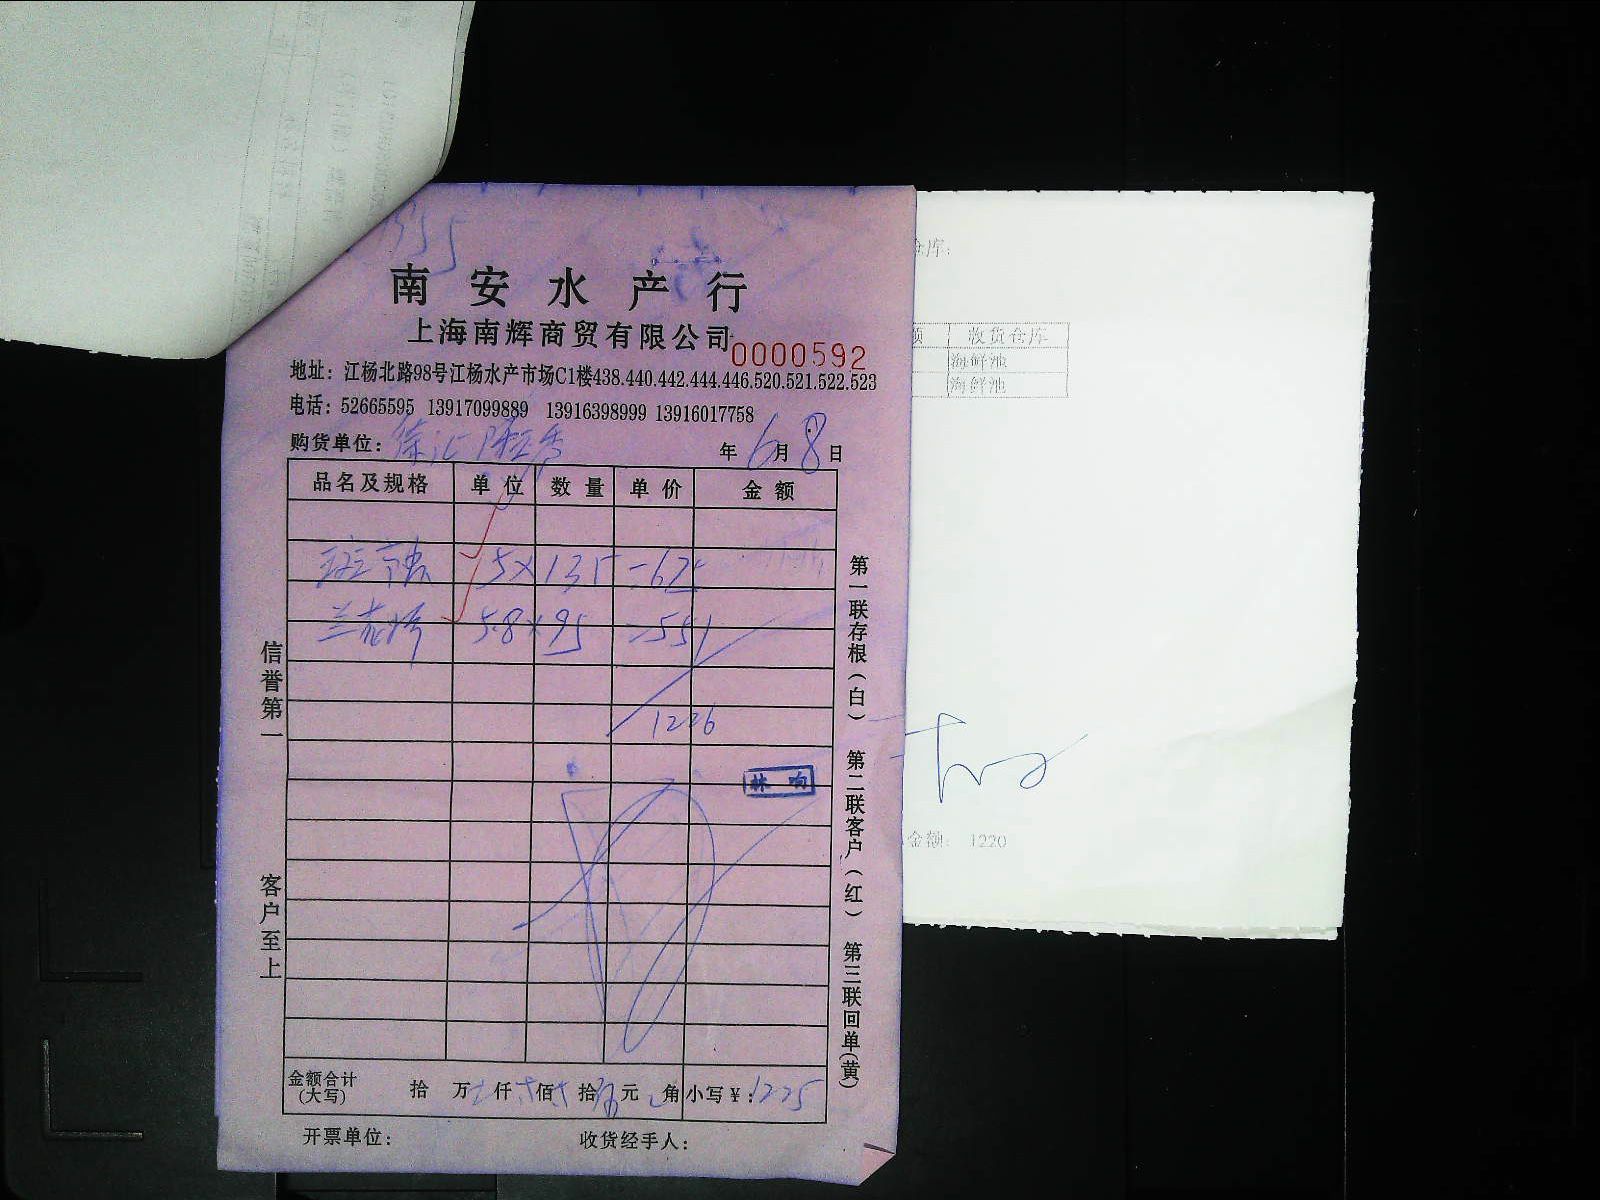 南安水产行
上海南辉商贸有限公司
0000592
地址：江杨北路98号江杨水产市场C1楼438.440.442.444.446.520.521.522.523
电话：52665595 13917099889 13916398999 13916017758
购货单位：徐汇 年6月8日
品名及规格 单位 数量 单价 金额
5×135=675
5.8×95=551
1226
林响
金额合计（大写） 拾 万 仟 佰 拾 元 角 小写￥：1225
开票单位： 收货经手人：
信誉第一
客户至上
第一联存根（白） 第二联客户（红） 第三联回单（黄）
仓库：
额 收货仓库
海鲜池
海鲜池
金额： 1220